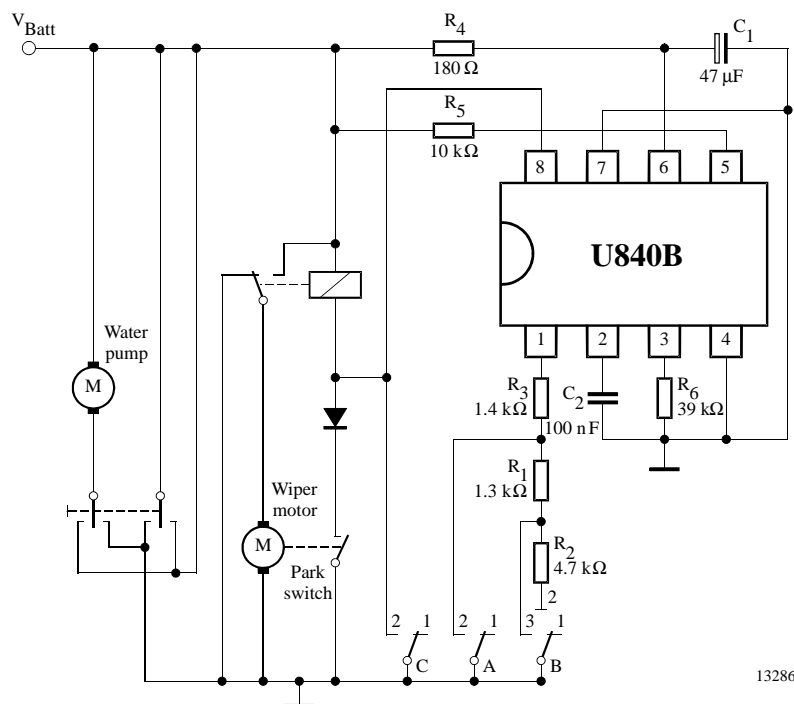 V Batt
R4
180 Ω
C1
47 µF
R5
10 kΩ
8 7 6 5
U840B
1 2 3 4
Water pump
M
R3
1.4 kΩ
C2
100 nF
R6
39 kΩ
R1
1.3 kΩ
Wiper motor
M
Park switch
R2
4.7 kΩ
2
2 1 2 1 3 1
C A B
13286